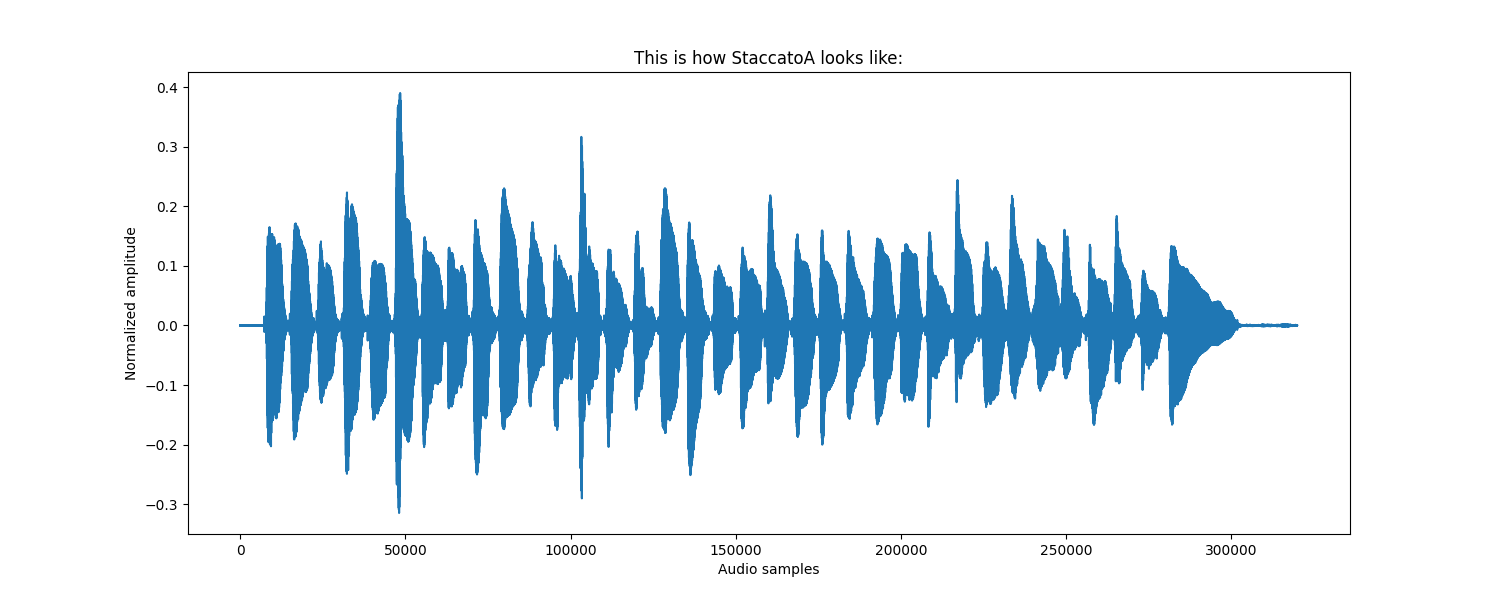 This is how StaccatoA looks like:
0.4
0.3
0.2
0.1
0.0
−0.1
−0.2
−0.3
Normalized amplitude
0 50000 100000 150000 200000 250000 300000
Audio samples